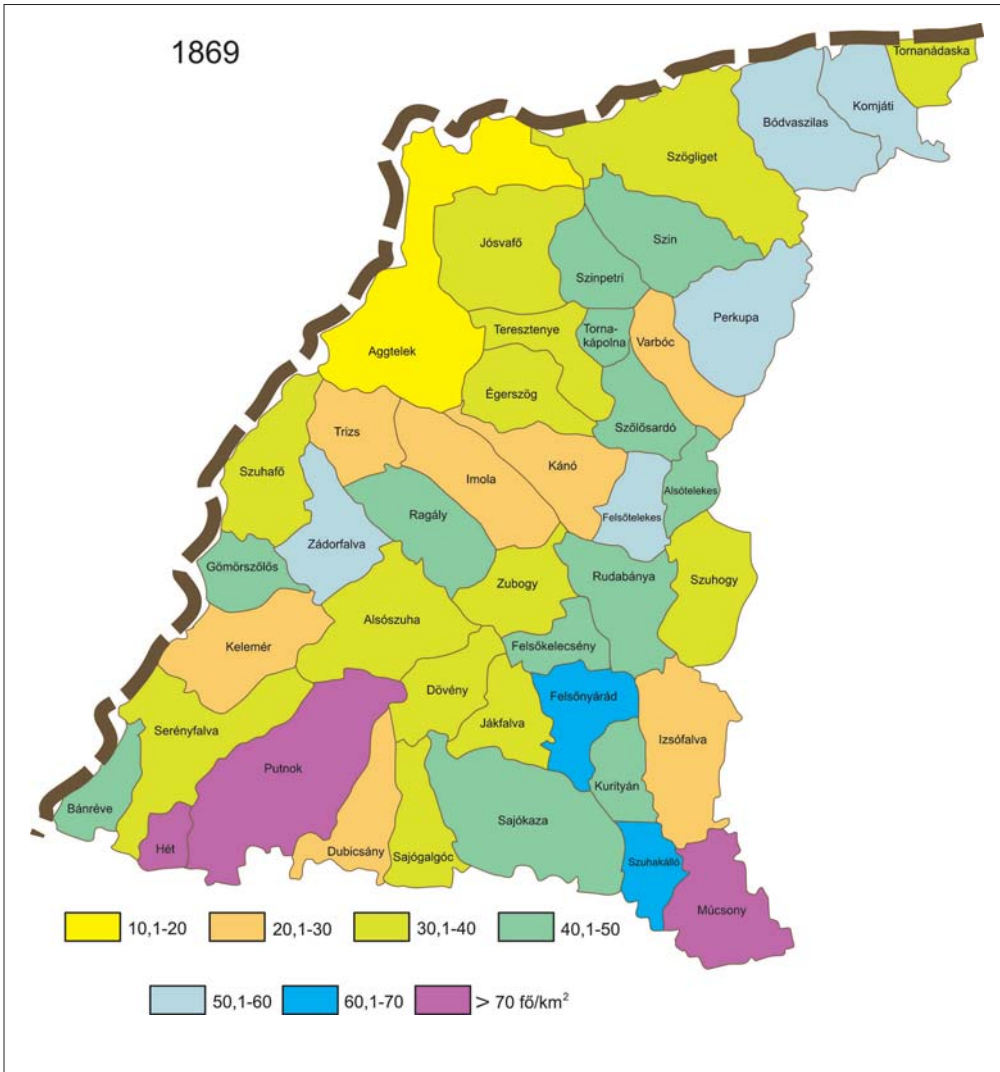 1869
Tornanádaska
Komjáti
Bódvaszilas
Szögliget
Jósvafő
Szin
Szinpetri
Perkupa
Teresztenye
Torna-
kápolna
Varbóc
Aggtelek
Égerszög
Szőlősardó
Trizs
Kánó
Szuhafő
Imola
Alsótelekes
Ragály
Felsőtelekes
Zádorfalva
Gömörszőlős
Zubogy
Rudabánya
Szuhogy
Alsószuha
Kelemér
Felsőkelecsény
Dövény
Felsőnyárád
Serényfalva
Jákfalva
Izsófalva
Putnok
Kurityán
Bánréve
Sajókaza
Hét
Dubicsány
Sajógalgóc
Szuhakálló
Múcsony
10,1-20
20,1-30
30,1-40
40,1-50
50,1-60
60,1-70
> 70 fő/km²